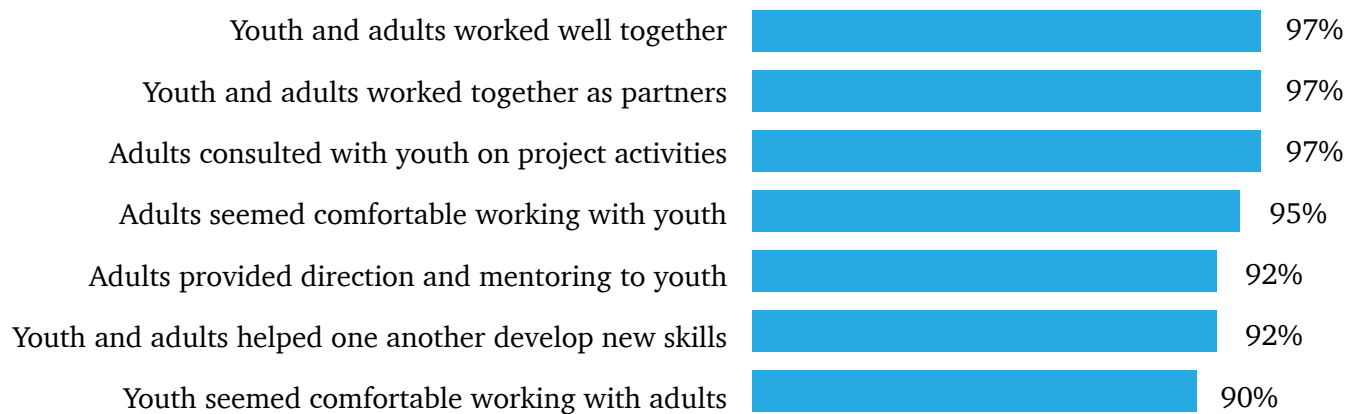 Youth and adults worked well together 97%
Youth and adults worked together as partners 97%
Adults consulted with youth on project activities 97%
Adults seemed comfortable working with youth 95%
Adults provided direction and mentoring to youth 92%
Youth and adults helped one another develop new skills 92%
Youth seemed comfortable working with adults 90%